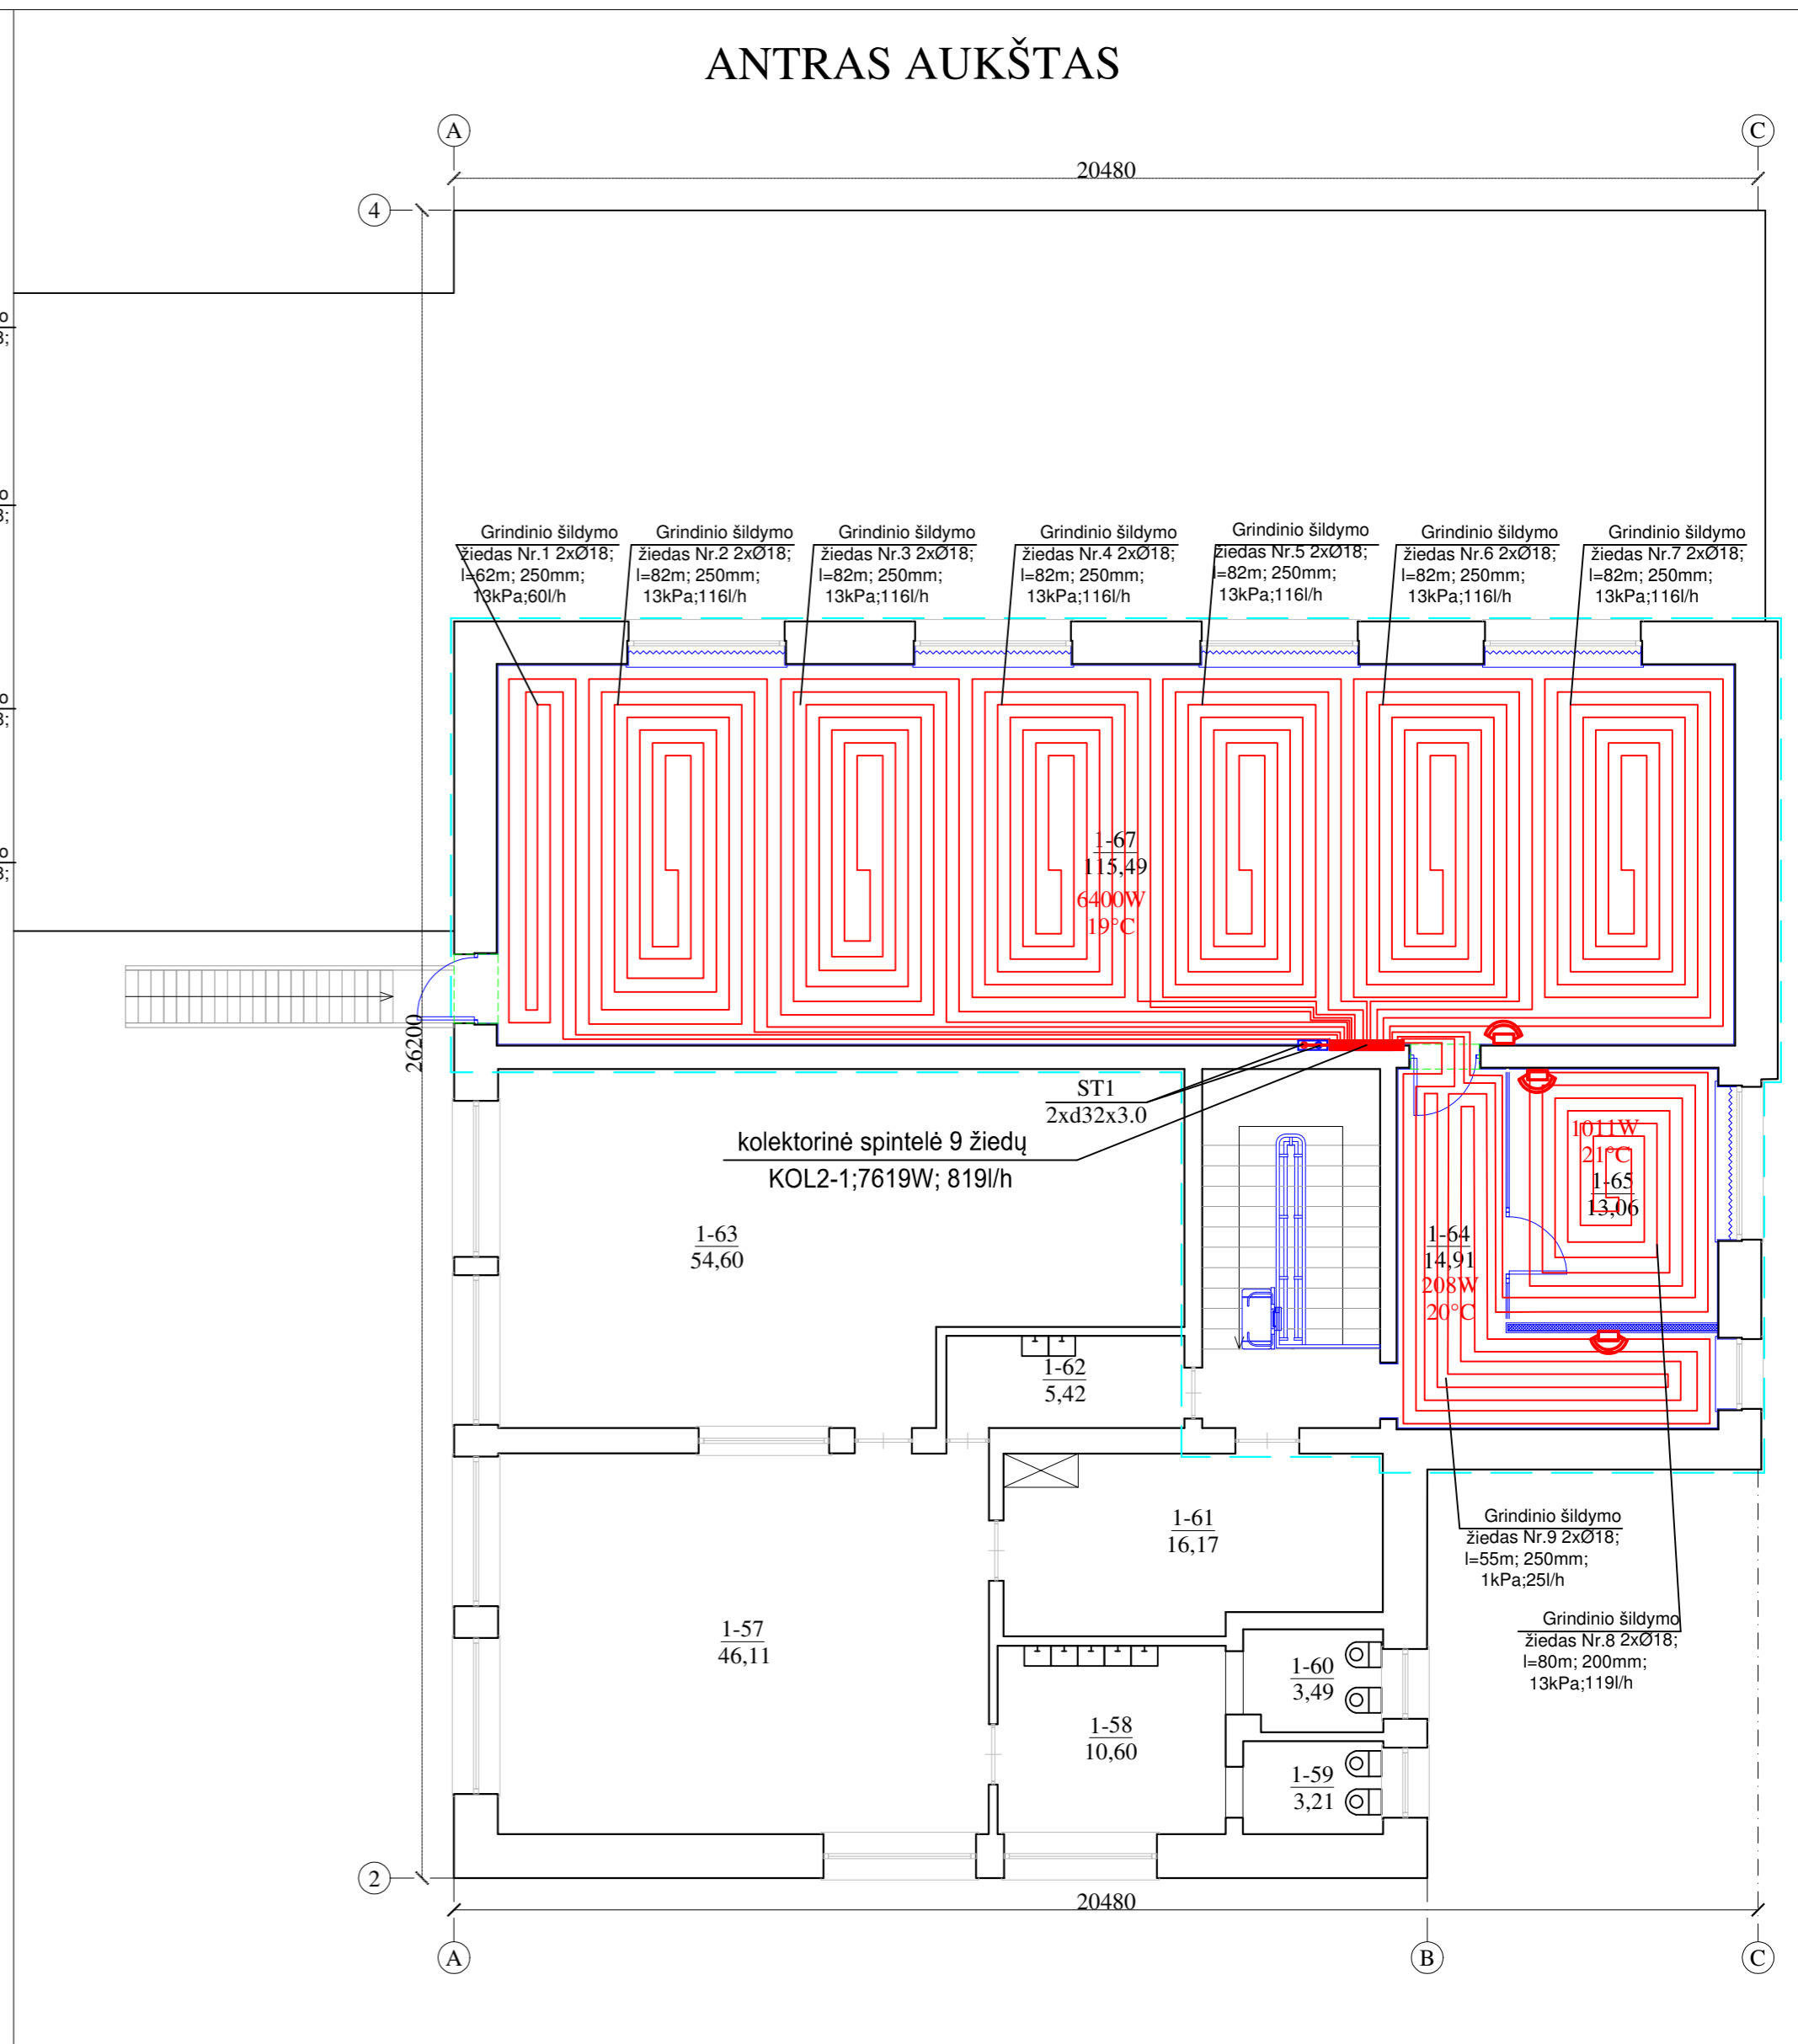 ANTRAS AUKŠTAS
A
C
20480
4
Grindinio šildymo
žiedas Nr.1 2xØ18;
l=62m; 250mm;
13kPa;60l/h
Grindinio šildymo
žiedas Nr.2 2xØ18;
l=82m; 250mm;
13kPa;116l/h
Grindinio šildymo
žiedas Nr.3 2xØ18;
l=82m; 250mm;
13kPa;116l/h
Grindinio šildymo
žiedas Nr.4 2xØ18;
l=82m; 250mm;
13kPa;116l/h
Grindinio šildymo
žiedas Nr.5 2xØ18;
l=82m; 250mm;
13kPa;116l/h
Grindinio šildymo
žiedas Nr.6 2xØ18;
l=82m; 250mm;
13kPa;116l/h
Grindinio šildymo
žiedas Nr.7 2xØ18;
l=82m; 250mm;
13kPa;116l/h
1-67
115,49
6400W
19°C
26200
ST1
2xd32x3.0
kolektorinė spintelė 9 žiedų
KOL2-1;7619W; 819l/h
1011W
21°C
1-65
13,06
1-63
54,60
1-64
14,91
208W
20°C
1-62
5,42
1-61
16,17
Grindinio šildymo
žiedas Nr.9 2xØ18;
l=55m; 250mm;
1kPa;25l/h
Grindinio šildymo
žiedas Nr.8 2xØ18;
l=80m; 200mm;
13kPa;119l/h
1-57
46,11
1-60
3,49
1-58
10,60
1-59
3,21
2
20480
A
B
C